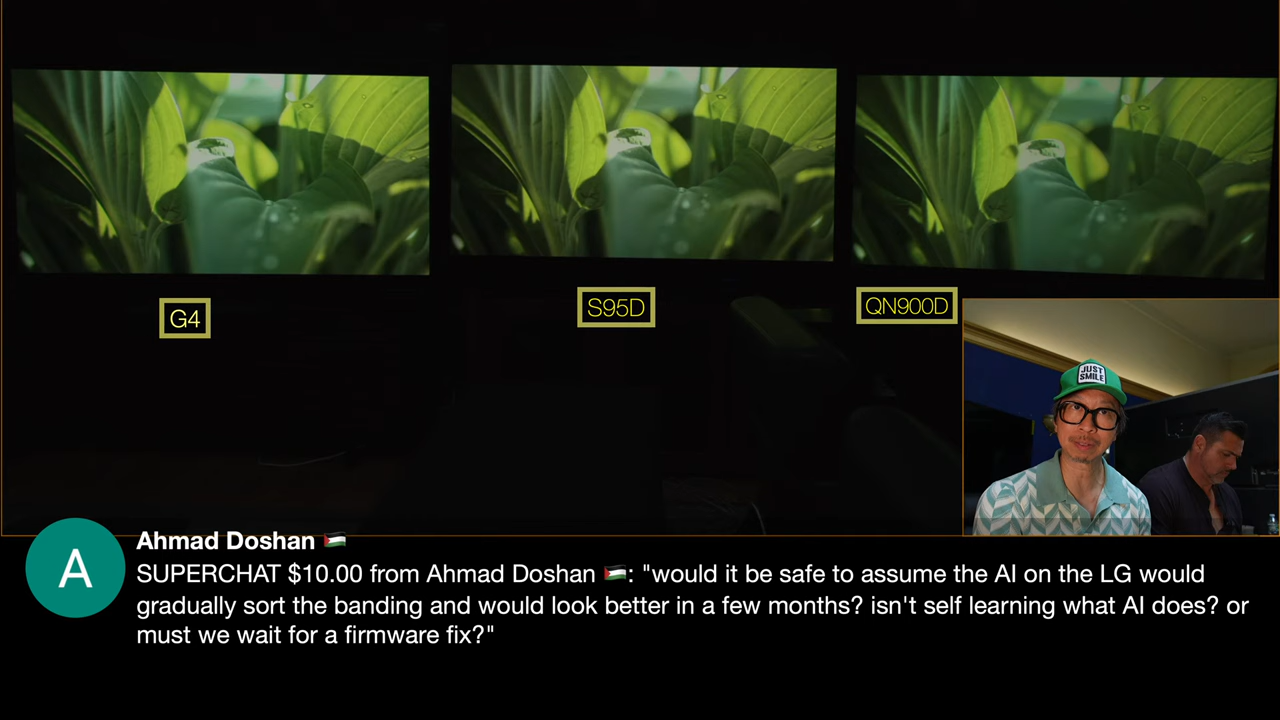 G4
S95D
QN900D
JUST
SMILE
A
Ahmad Doshan 🇵🇸
SUPERCHAT $10.00 from Ahmad Doshan 🇵🇸: "would it be safe to assume the AI on the LG would
gradually sort the banding and would look better in a few months? isn't self learning what AI does? or
must we wait for a firmware fix?"